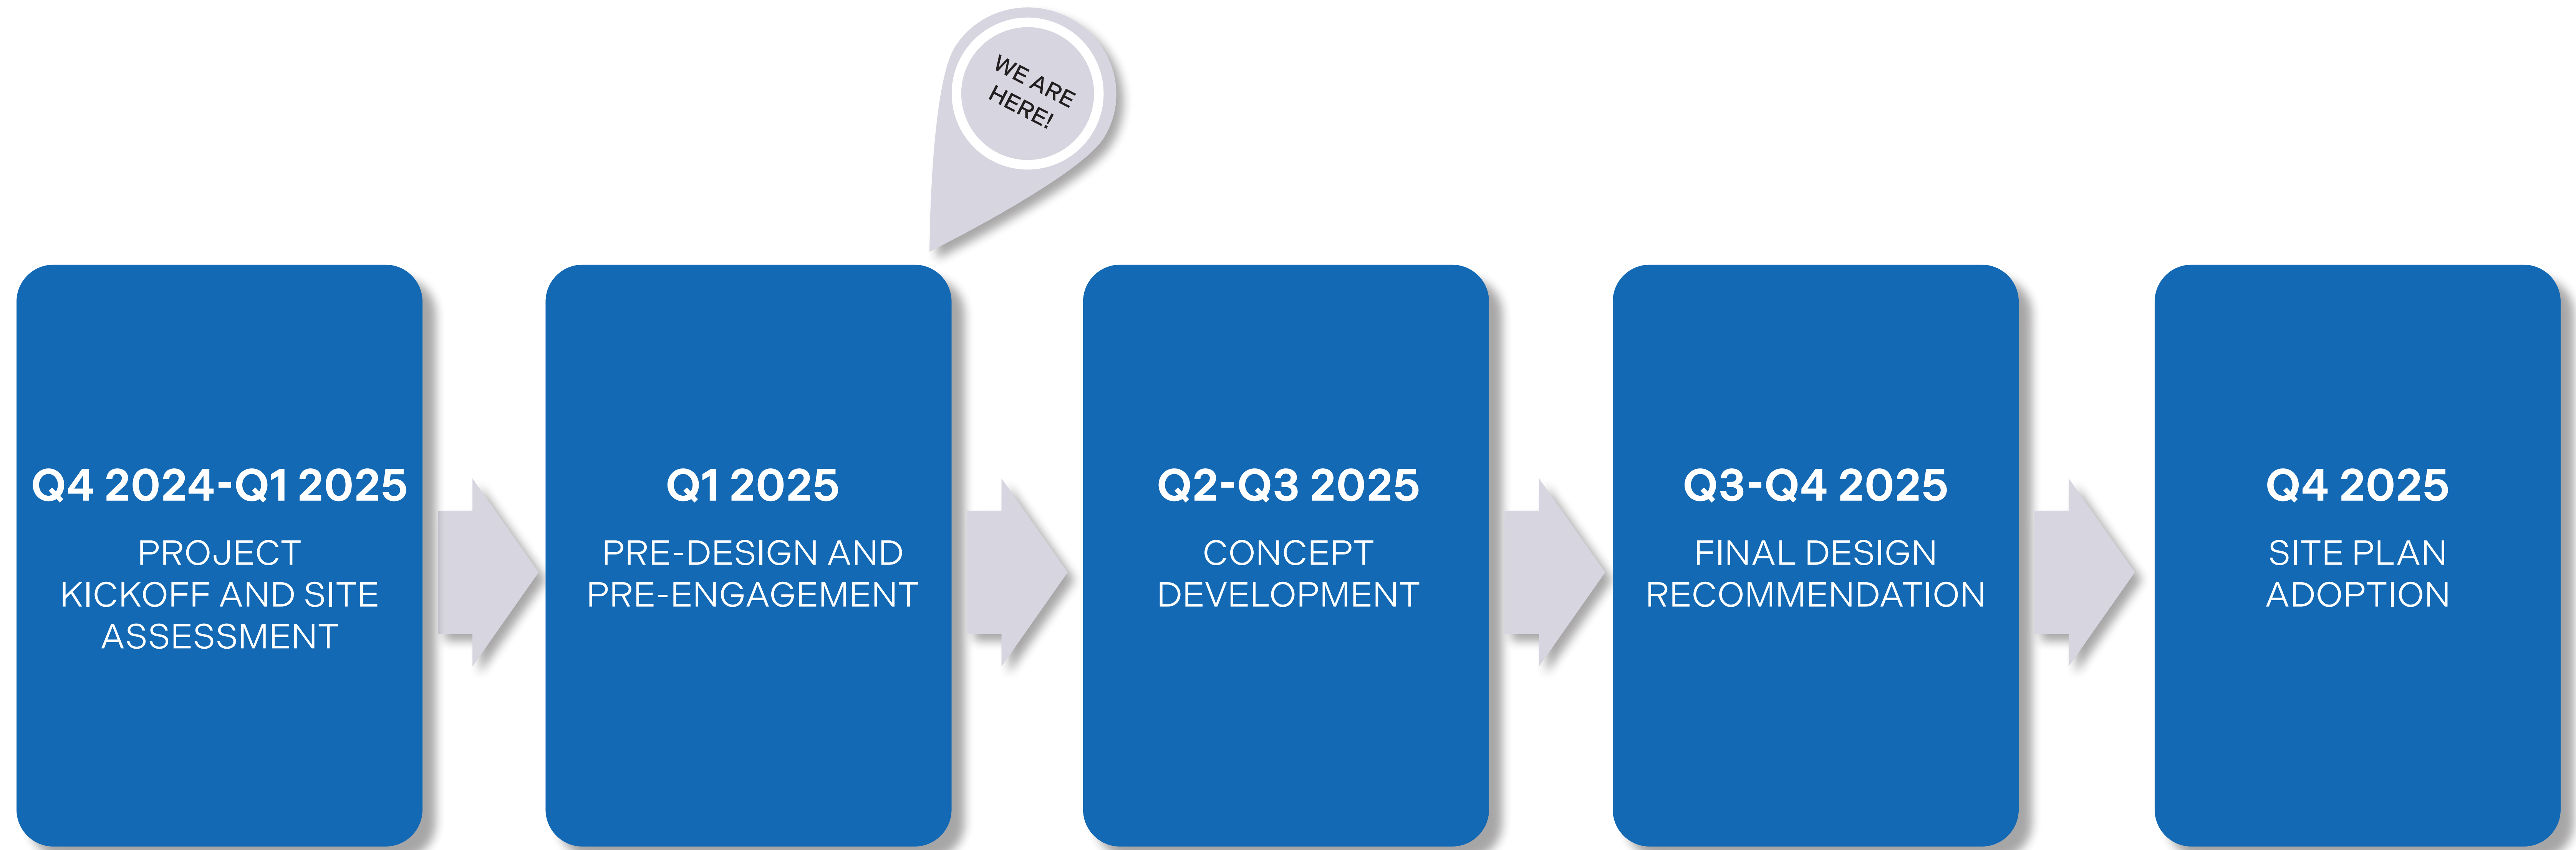 WE ARE
HERE!
Q4 2024-Q1 2025
PROJECT
KICKOFF AND SITE
ASSESSMENT
Q1 2025
PRE-DESIGN AND
PRE-ENGAGEMENT
Q2-Q3 2025
CONCEPT
DEVELOPMENT
Q3-Q4 2025
FINAL DESIGN
RECOMMENDATION
Q4 2025
SITE PLAN
ADOPTION